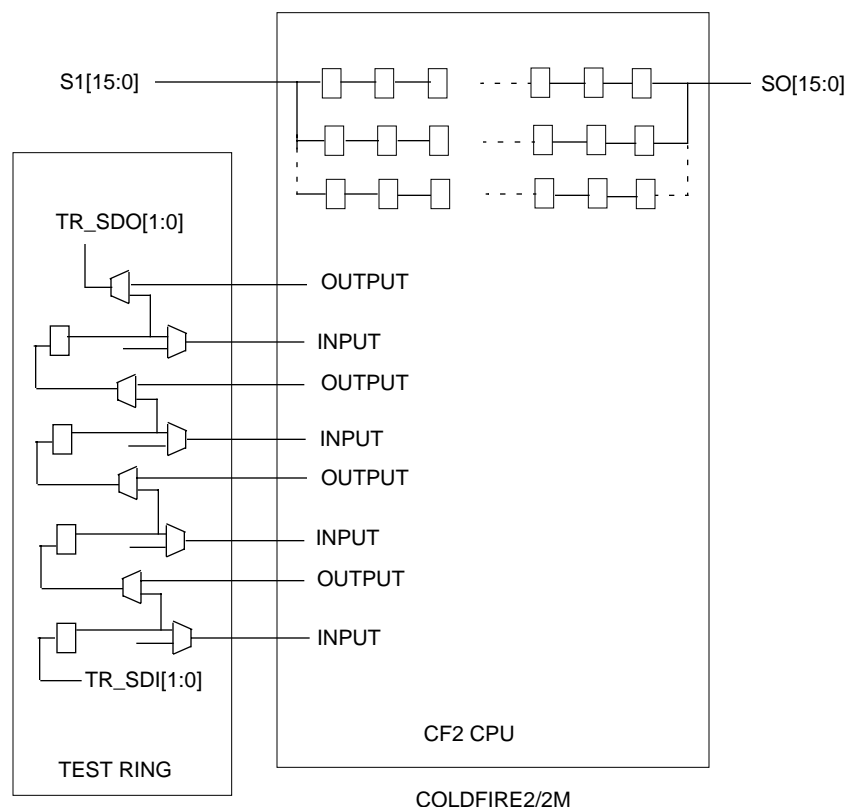 S1[15:0]
SO[15:0]
TR_SDO[1:0]
OUTPUT
INPUT
OUTPUT
INPUT
OUTPUT
INPUT
OUTPUT
INPUT
TR_SDI[1:0]
CF2 CPU
TEST RING
COLDFIRE2/2M